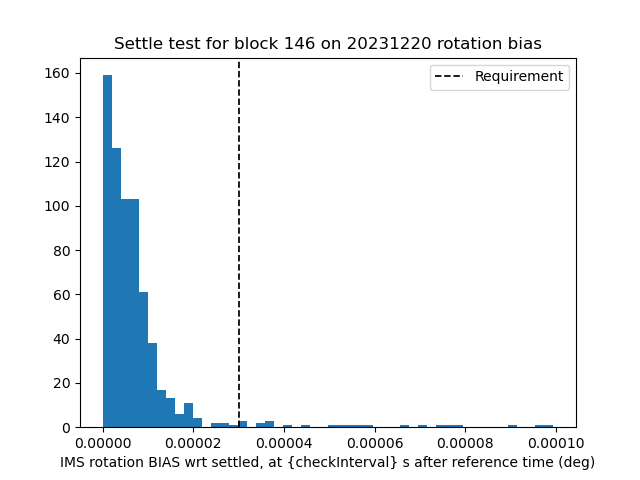 Settle test for block 146 on 20231220 rotation bias
Requirement
160
140
120
100
80
60
40
20
0
0.00000 0.00002 0.00004 0.00006 0.00008 0.00010
IMS rotation BIAS wrt settled, at {checkInterval} s after reference time (deg)